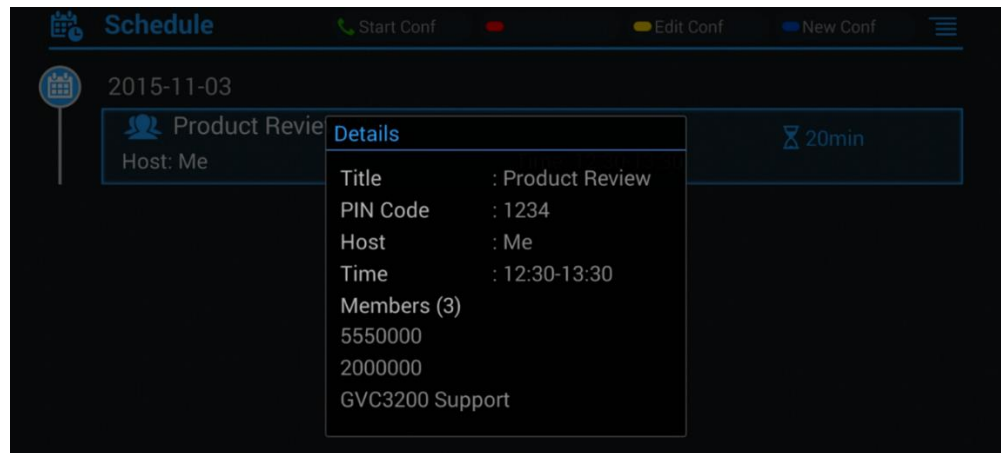 Schedule Start Conf Edit Conf New Conf
2015-11-03
Product Revie
20min
Host: Me
Details
Title : Product Review
PIN Code : 1234
Host : Me
Time : 12:30-13:30
Members (3)
5550000
2000000
GVC3200 Support